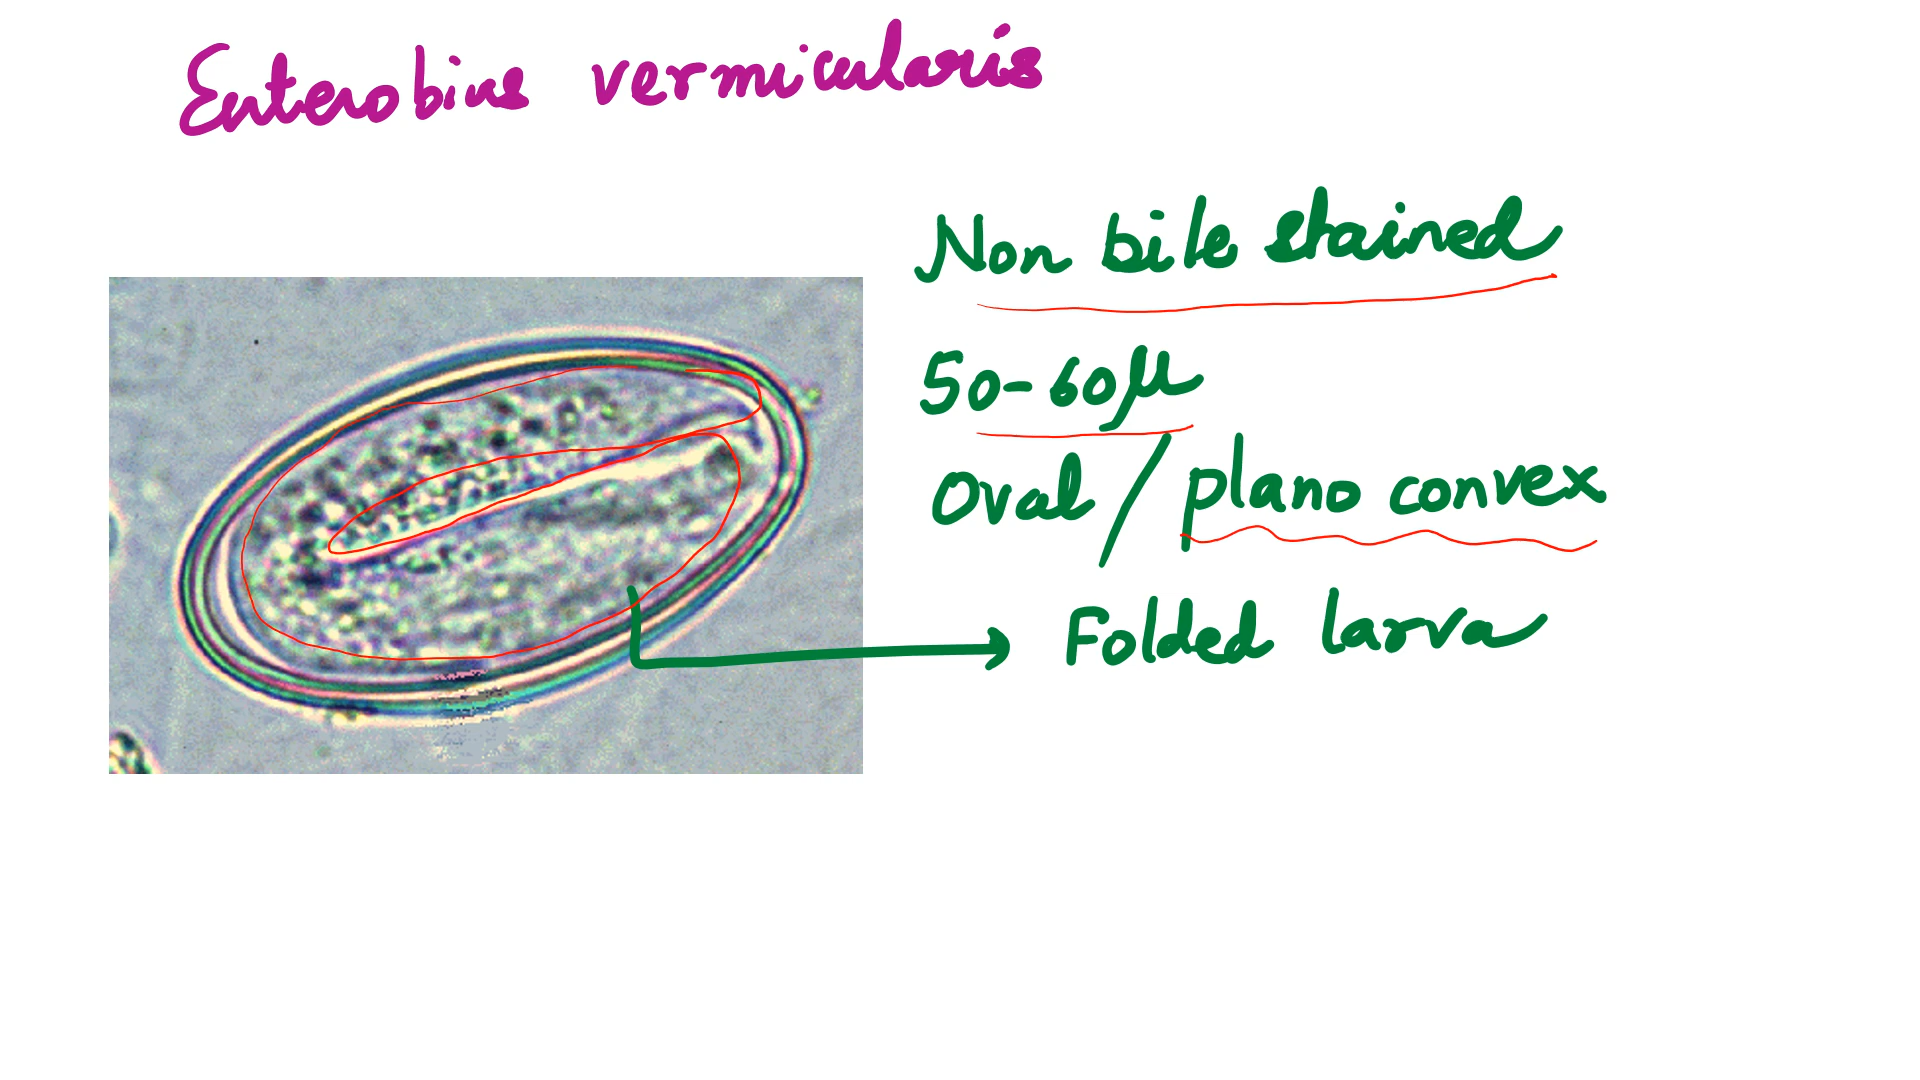 Enterobius vermicularis
Non bile stained
50-60µ
Oval / plano convex
Folded larva